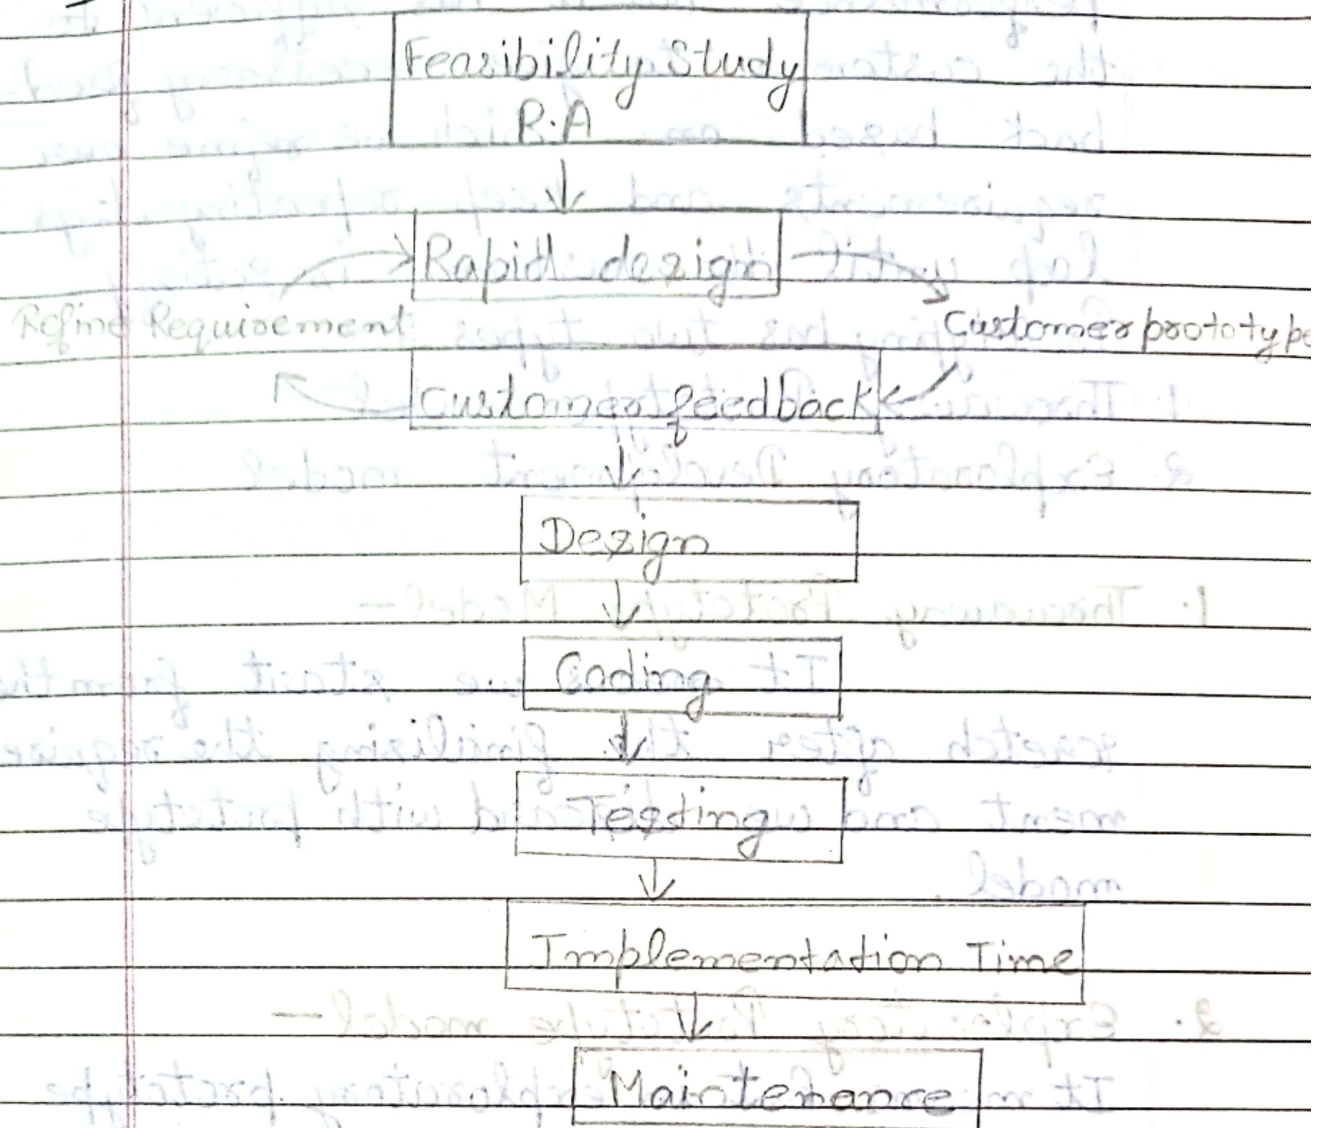 Feasibility Study
R.A
Rapid design
Refine Requirement
Customer prototype
Customer feedback
Design
Coding
Testing
Implementation Time
Maintenance